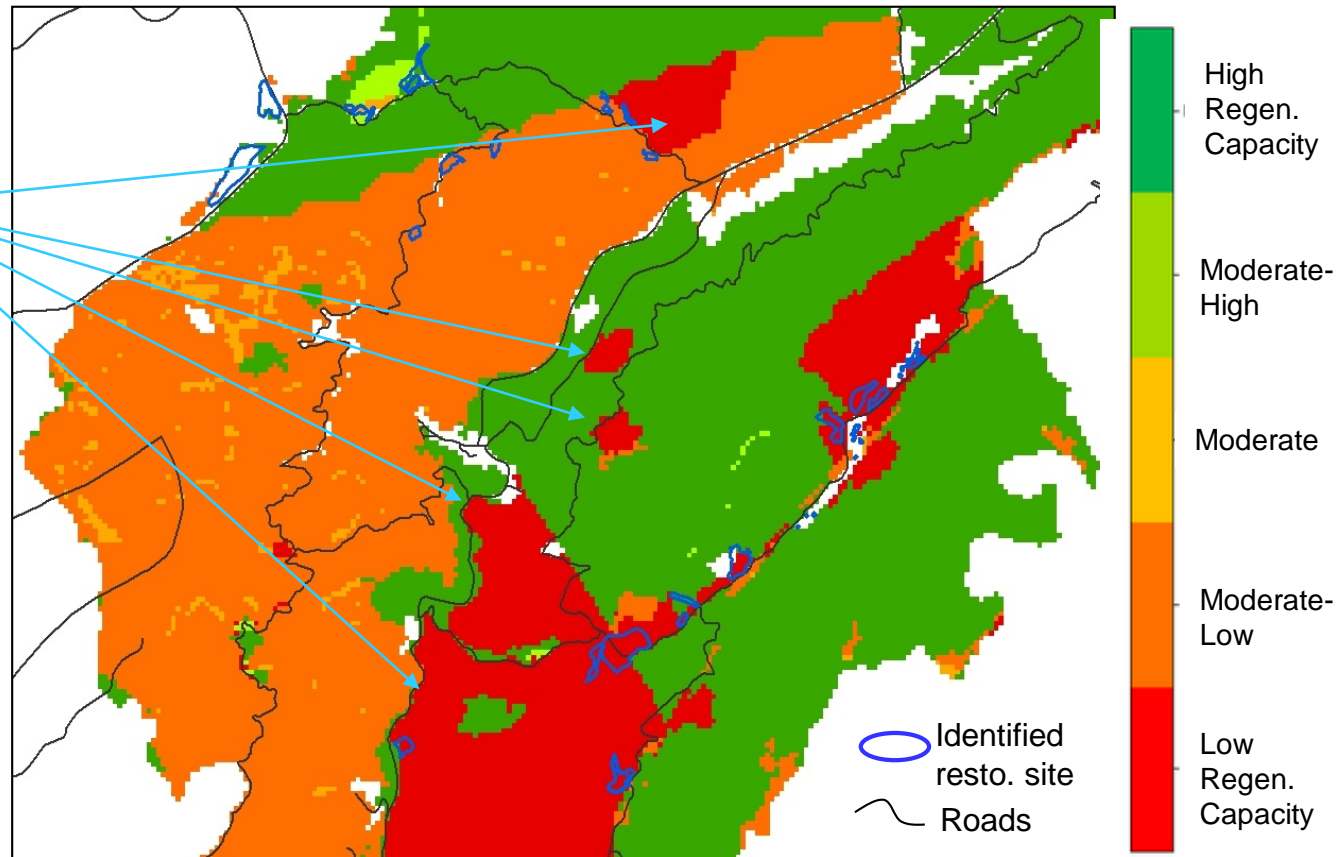 High
Regen.
Capacity
Moderate-
High
Moderate
Moderate-
Low
Low
Regen.
Capacity
Identified
resto. site
Roads